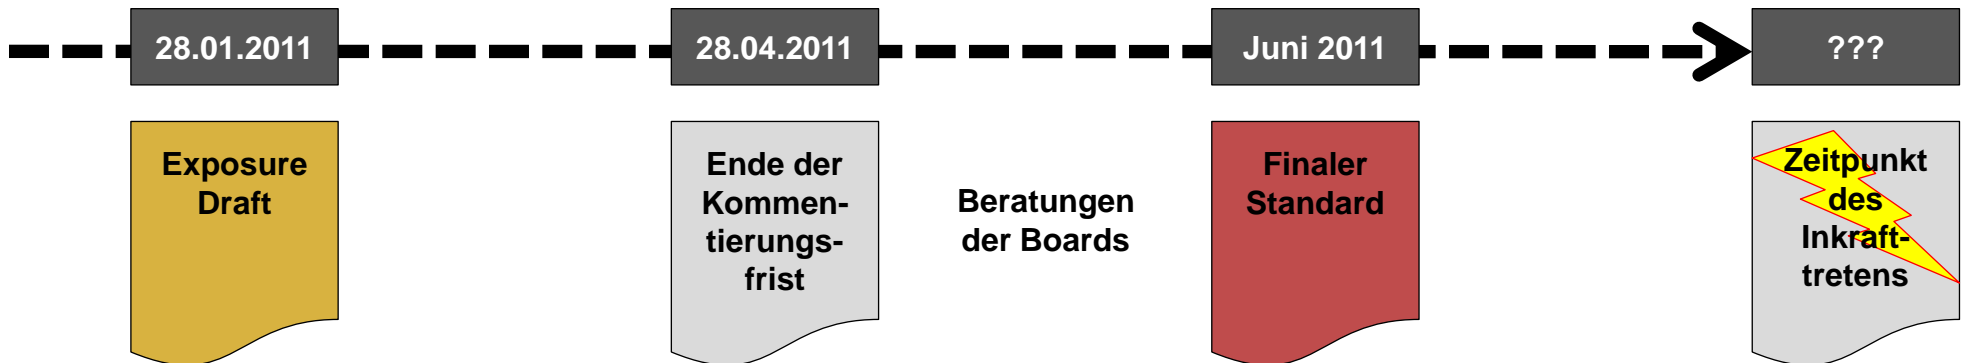 28.01.2011
28.04.2011
Juni 2011
???
Exposure
Draft
Ende der
Kommen-
tierungs-
frist
Beratungen
der Boards
Finaler
Standard
Zeitpunkt
des
Inkraft-
tretens